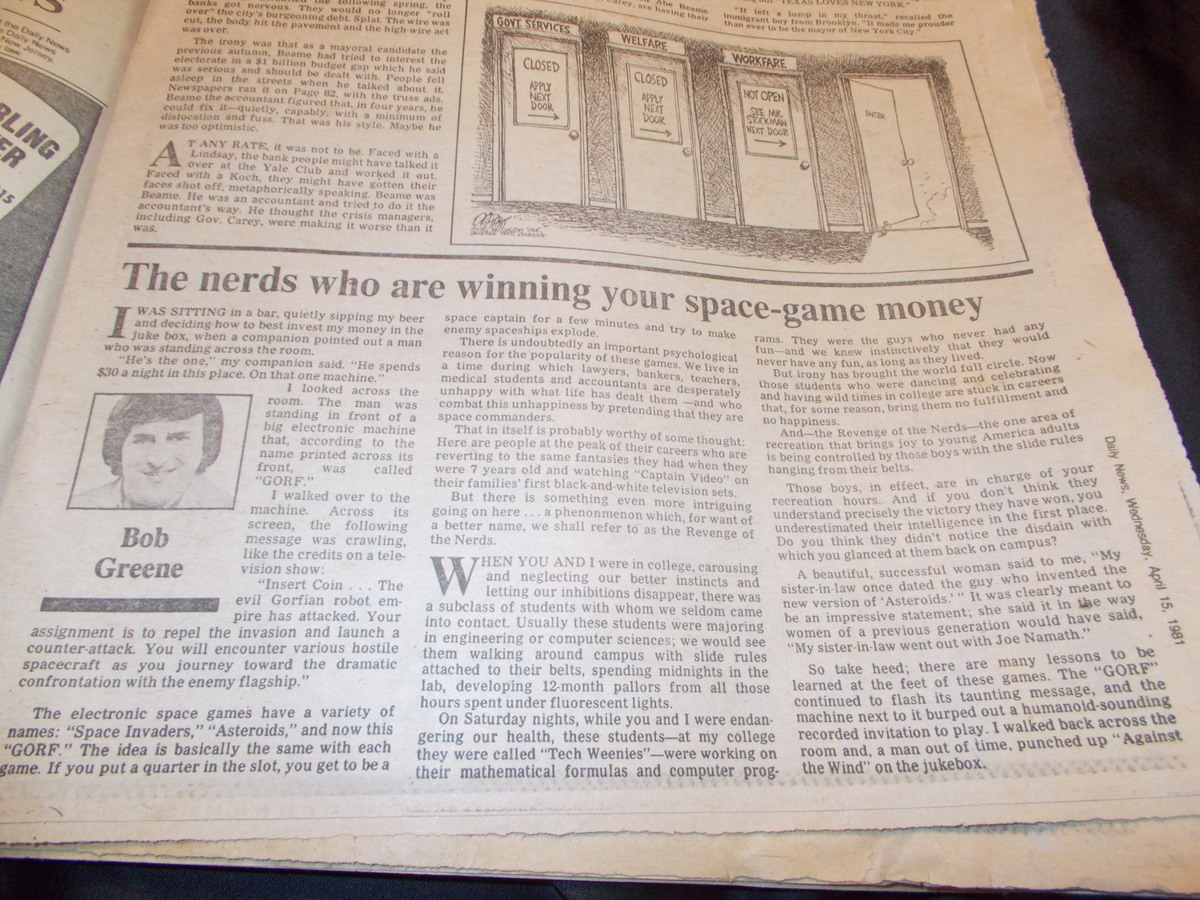 the Daily News.
s Daily News
New Jersey.
time.
S
RLING
ER
15
banks got nervous. They would no longer "roll
over" the city's burgeoning debt. Splat. The wire was
cut, the body hit the pavement and the high-wire act
was over.
The irony was that as a mayoral candidate the
previous autumn, Beame had tried to interest the
electorate in a $1 billion budget gap which he said
was serious and should be dealt with. People fell
asleep in the streets when he talked about it.
Newspapers ran it on Page 82, with the truss ads.
Beame the accountant figured that, in four years, he
could fix it—quietly, capably, with a minimum of
dislocation and fuss. That was his style. Maybe he
was too optimistic.
AT ANY RATE, it was not to be. Faced with a
Lindsay, the bank people might have talked it
over at the Yale Club and worked it out.
Faced with a Koch, they might have gotten their
faces shot off, metaphorically speaking. Beame was
Beame. He was an accountant and tried to do it the
accountant's way. He thought the crisis managers,
including Gov. Carey, were making it worse than it
was.
Abe Beame
Carey, are having their
"TEXAS LOVES NEW YORK."
"It left a lump in my throat," recalled the
immigrant boy from Brooklyn. "It made me prouder
than ever to be the mayor of New York City."
GOVT. SERVICES
CLOSED
APPLY
NEXT
DOOR
WELFARE
CLOSED
APPLY
NEXT
DOOR
WORKFARE
NOT OPEN
SEE MR.
STOCKMAN
NEXT DOOR
ENTER
The nerds who are winning your space-game money
I WAS SITTING in a bar, quietly sipping my beer
and deciding how to best invest my money in the
juke box, when a companion pointed out a man
who was standing across the room.
"He's the one," my companion said. "He spends
$30 a night in this place. On that one machine."
I looked across the
room. The man was
standing in front of a
big electronic machine
that, according to the
name printed across its
front, was called
"GORF."
I walked over to the
machine. Across its
screen, the following
message was crawling,
like the credits on a tele-
vision show:
"Insert Coin . . . The
evil Gorfian robot em-
pire has attacked. Your
assignment is to repel the invasion and launch a
counter-attack. You will encounter various hostile
spacecraft as you journey toward the dramatic
confrontation with the enemy flagship."
Bob
Greene
The electronic space games have a variety of
names: "Space Invaders," "Asteroids," and now this
"GORF." The idea is basically the same with each
game. If you put a quarter in the slot, you get to be a
space captain for a few minutes and try to make
enemy spaceships explode.
There is undoubtedly an important psychological
reason for the popularity of these games. We live in
a time during which lawyers, bankers, teachers,
medical students and accountants are desperately
unhappy with what life has dealt them —and who
combat this unhappiness by pretending that they are
space commanders.
That in itself is probably worthy of some thought:
Here are people at the peak of their careers who are
reverting to the same fantasies they had when they
were 7 years old and watching "Captain Video" on
their families' first black-and-white television sets.
But there is something even more intriguing
going on here . . . a phenonmenon which, for want of
a better name, we shall refer to as the Revenge of
the Nerds.
WHEN YOU AND I were in college, carousing
and neglecting our better instincts and
letting our inhibitions disappear, there was
a subclass of students with whom we seldom came
into contact. Usually these students were majoring
in engineering or computer sciences; we would see
them walking around campus with slide rules
attached to their belts, spending midnights in the
lab, developing 12-month pallors from all those
hours spent under fluorescent lights.
On Saturday nights, while you and I were endan-
gering our health, these students—at my college
they were called "Tech Weenies"—were working on
their mathematical formulas and computer prog-
rams. They were the guys who never had any
fun—and we knew instinctively that they would
never have any fun, as long as they lived.
But irony has brought the world full circle. Now
those students who were dancing and celebrating
and having wild times in college are stuck in careers
that, for some reason, bring them no fulfillment and
no happiness.
And—the Revenge of the Nerds—the one area of
recreation that brings joy to young America adults
is being controlled by those boys with the slide rules
hanging from their belts.
Those boys, in effect, are in charge of your
recreation hours. And if you don't think they
understand precisely the victory they have won, you
underestimated their intelligence in the first place.
Do you think they didn't notice the disdain with
which you glanced at them back on campus?
A beautiful, successful woman said to me, "My
sister-in-law once dated the guy who invented the
new version of 'Asteroids.' " It was clearly meant to
be an impressive statement; she said it in the way
women of a previous generation would have said,
"My sister-in-law went out with Joe Namath."
So take heed; there are many lessons to be
learned at the feet of these games. The "GORF"
continued to flash its taunting message, and the
machine next to it burped out a humanoid-sounding
recorded invitation to play. I walked back across the
room and, a man out of time, punched up "Against
the Wind" on the jukebox.
Daily News, Wednesday, April 15, 1981